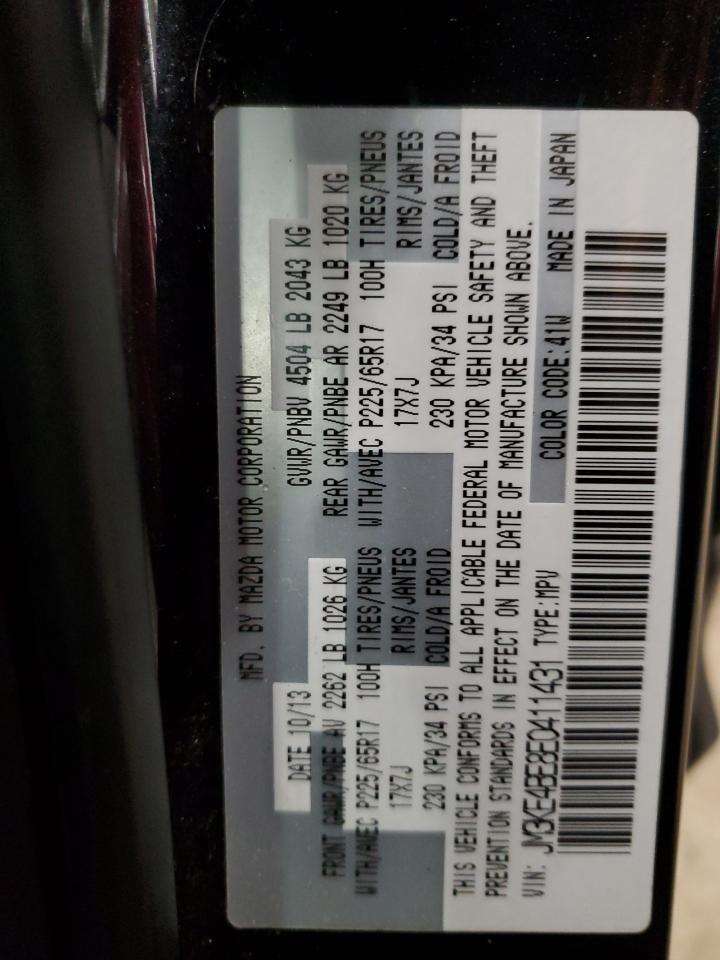 MFD. BY MAZDA MOTOR CORPORATION
DATE 10/13 GVWR/PNBV 4504 LB 2043 KG
FRONT GAWR/PNBE AV 2262 LB 1026 KG REAR GAWR/PNBE AR 2249 LB 1020 KG
WITH/AVEC P225/65R17 100H TIRES/PNEUS WITH/AVEC P225/65R17 100H TIRES/PNEUS
17X7J RIMS/JANTES 17X7J RIMS/JANTES
230 KPA/34 PSI COLD/A FROID 230 KPA/34 PSI COLD/A FROID
THIS VEHICLE CONFORMS TO ALL APPLICABLE FEDERAL MOTOR VEHICLE SAFETY AND THEFT
PREVENTION STANDARDS IN EFFECT ON THE DATE OF MANUFACTURE SHOWN ABOVE.
VIN: JM3KE4BE8E0411431 TYPE:MPV COLOR CODE:41W MADE IN JAPAN